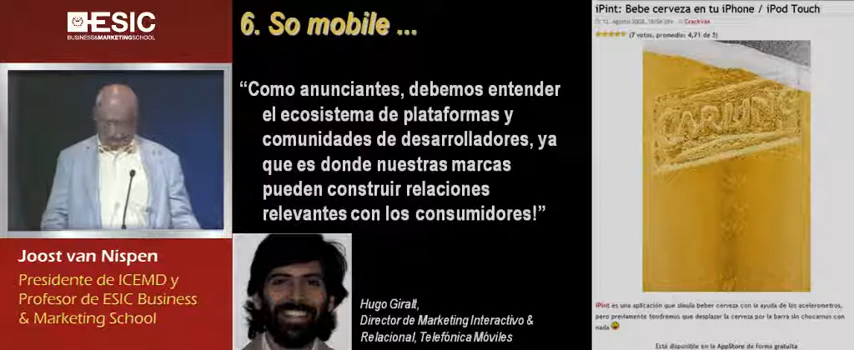 ESIC
BUSINESS&MARKETINGSCHOOL
Joost van Nispen
Presidente de ICEMD y
Profesor de ESIC Business
& Marketing School
6. So mobile ...
“Como anunciantes, debemos entender
el ecosistema de plataformas y
comunidades de desarrolladores, ya
que es donde nuestras marcas
pueden construir relaciones
relevantes con los consumidores!”
Hugo Giralt,
Director de Marketing Interactivo &
Relacional, Telefónica Móviles
iPint: Bebe cerveza en tu iPhone / iPod Touch
(7 votas, promedio: 4,71 de 5)
CARLING
iPint es una aplicación que simula beber cerveza con la ayuda de los acelerometros,
pero previamente tendremos que desplazar la cerveza por la barra sin chocarnos con
nada
Está disponible en la AppStore de forma gratuita